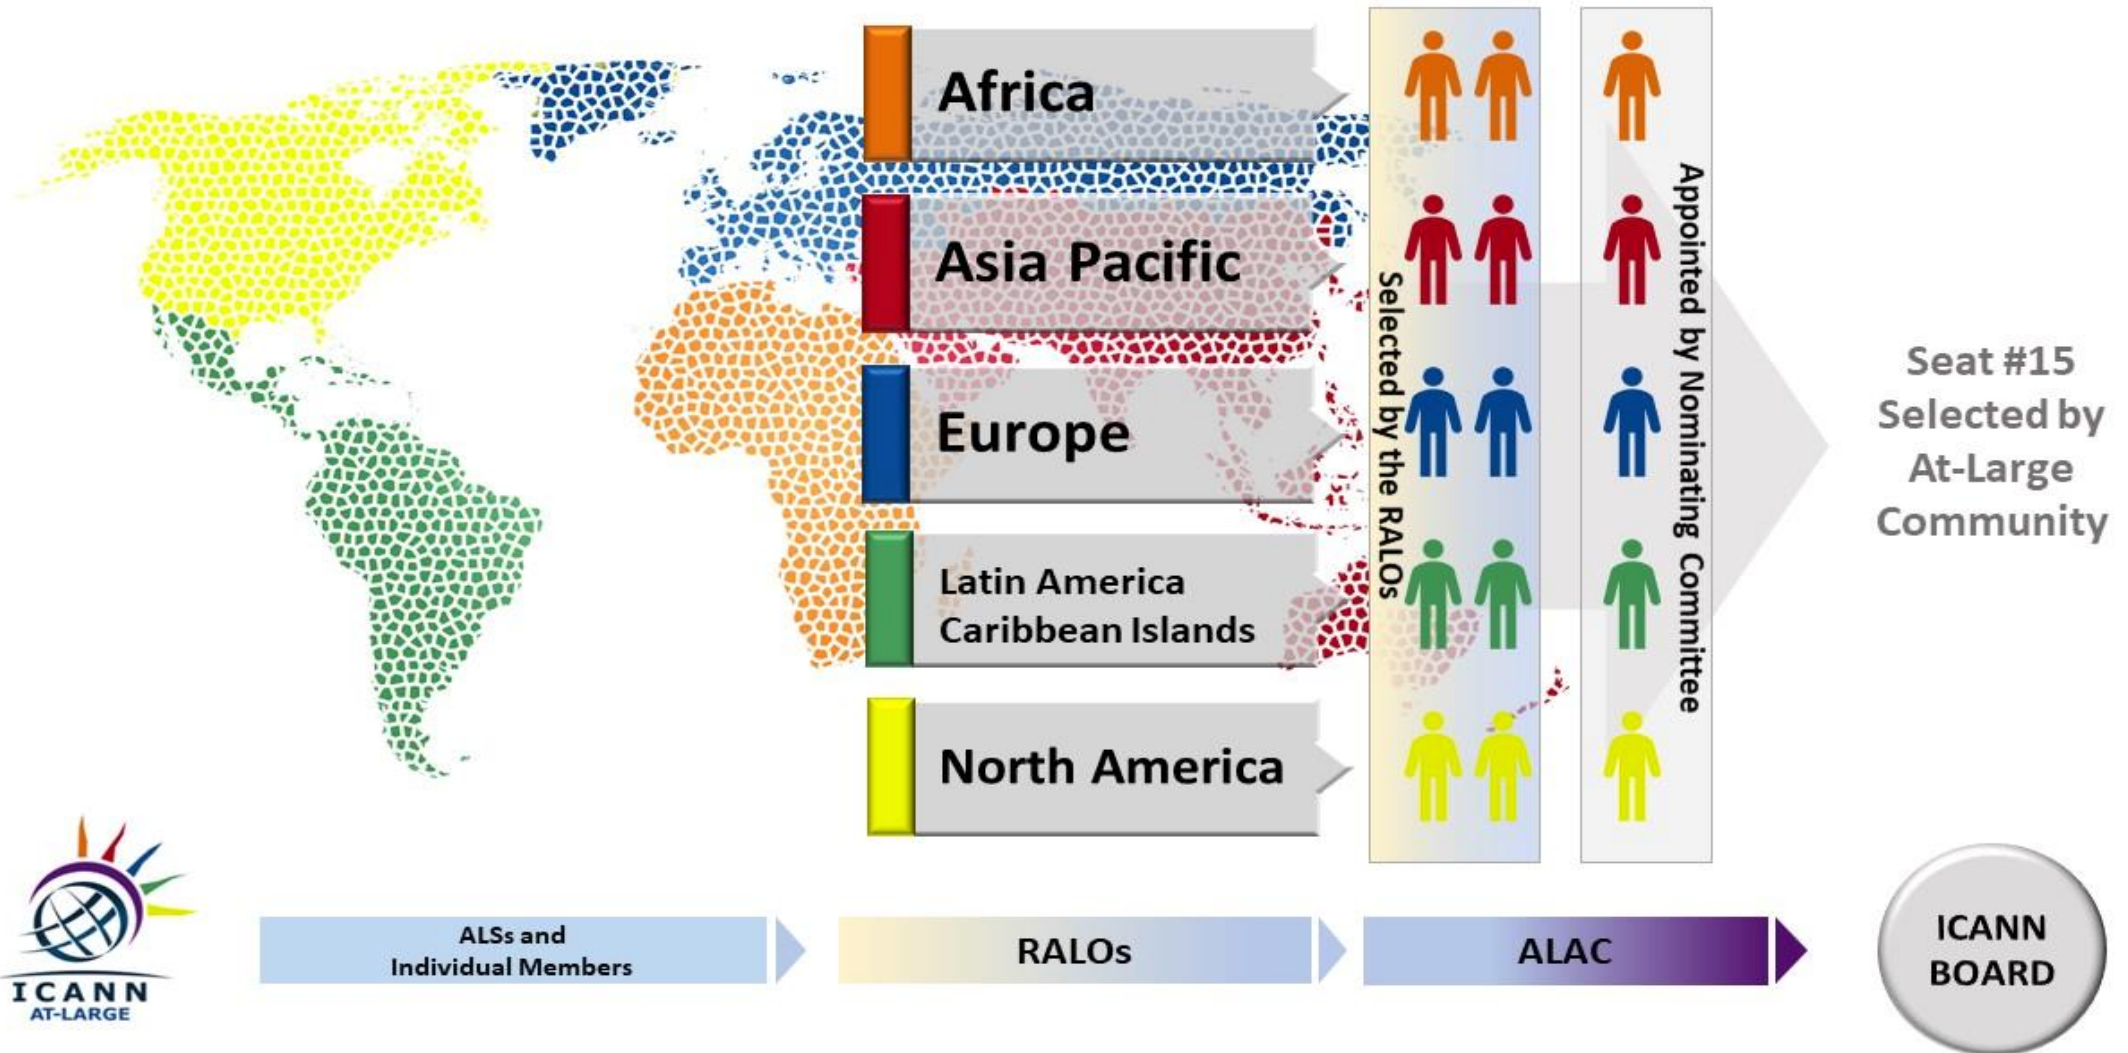 Africa
Asia Pacific
Europe
Latin America
Caribbean Islands
North America
Selected by the RALOs
Appointed by Nominating Committee
Seat #15
Selected by
At-Large
Community
ICANN
AT-LARGE
ALSs and
Individual Members
RALOs
ALAC
ICANN
BOARD